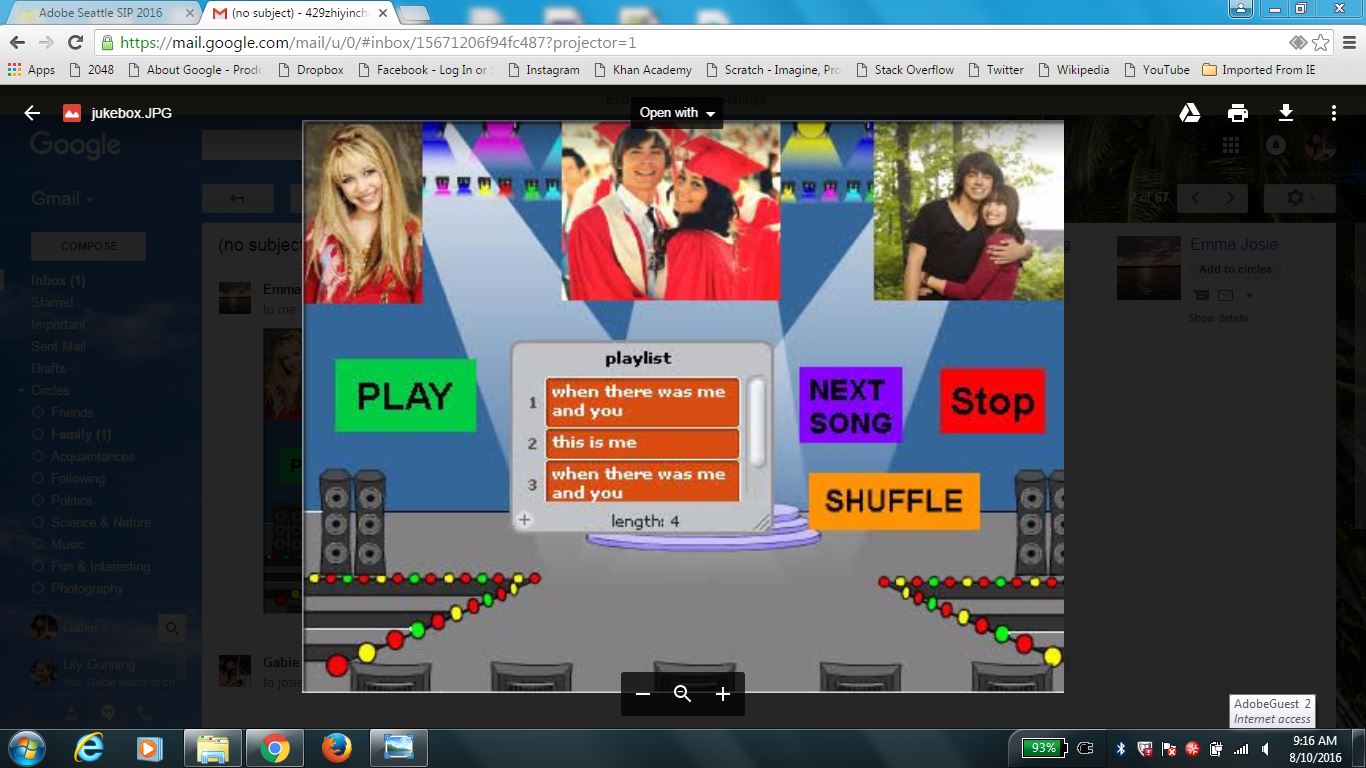 Adobe Seattle SIP 2016
(no subject) - 429zhiyinch
https://mail.google.com/mail/u/0/#inbox/15671206f94fc487?projector=1
Apps 2048 About Google - Produ Dropbox Facebook - Log In or Instagram Khan Academy Scratch - Imagine, Pro Stack Overflow Twitter Wikipedia YouTube Imported From IE
jukebox.JPG
Open with
Google
Gmail
2 of 67
COMPOSE
(no subject
Emma Josie
Add to circles
Show details
Inbox (1)
Starred
Important
Sent Mail
Drafts
Circles
Friends
Family (1)
Acquaintances
Following
Politics
Science & Nature
Music
Fun & Interesting
Photography
Gabie
Lily Gunning
You: Gabie wants to ch
Emma
to me
Gabie
to josie
PLAY
playlist
1 when there was me
and you
2 this is me
3 when there was me
and you
+ length: 4
NEXT
SONG
Stop
SHUFFLE
AdobeGuest 2
Internet access
93%
9:16 AM
8/10/2016